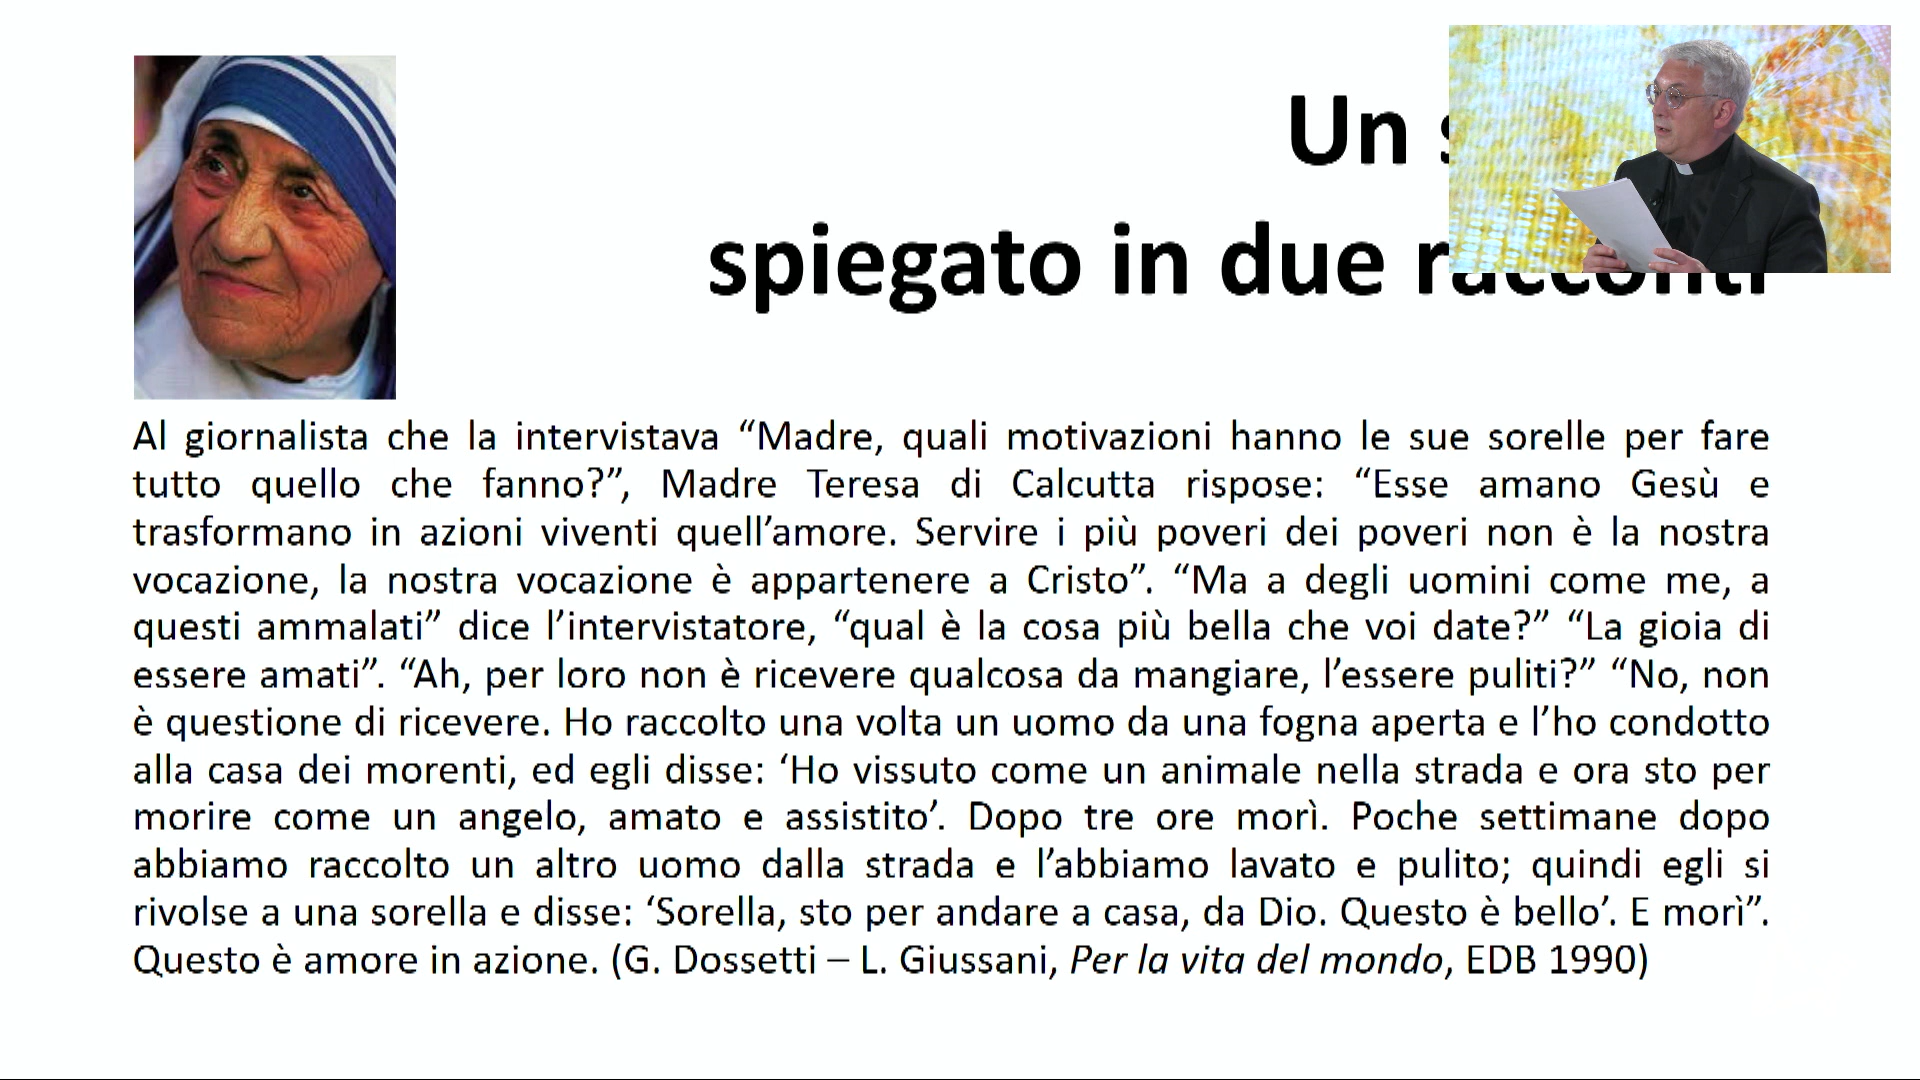 Un
spiegato in due racconti
Al giornalista che la intervistava “Madre, quali motivazioni hanno le sue sorelle per fare
tutto quello che fanno?”, Madre Teresa di Calcutta rispose: “Esse amano Gesù e
trasformano in azioni viventi quell’amore. Servire i più poveri dei poveri non è la nostra
vocazione, la nostra vocazione è appartenere a Cristo”. “Ma a degli uomini come me, a
questi ammalati” dice l’intervistatore, “qual è la cosa più bella che voi date?” “La gioia di
essere amati”. “Ah, per loro non è ricevere qualcosa da mangiare, l’essere puliti?” “No, non
è questione di ricevere. Ho raccolto una volta un uomo da una fogna aperta e l’ho condotto
alla casa dei morenti, ed egli disse: ‘Ho vissuto come un animale nella strada e ora sto per
morire come un angelo, amato e assistito’. Dopo tre ore morì. Poche settimane dopo
abbiamo raccolto un altro uomo dalla strada e l’abbiamo lavato e pulito; quindi egli si
rivolse a una sorella e disse: ‘Sorella, sto per andare a casa, da Dio. Questo è bello’. E morì”.
Questo è amore in azione. (G. Dossetti – L. Giussani, Per la vita del mondo, EDB 1990)